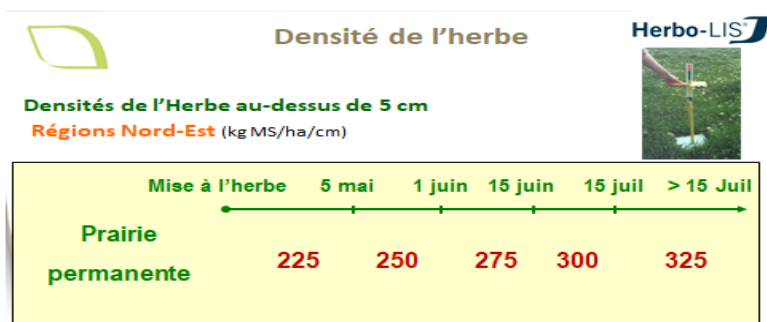 Densité de l’herbe
Herbo-LIS®
Densités de l’Herbe au-dessus de 5 cm
Régions Nord-Est (kg MS/ha/cm)
Mise à l’herbe 5 mai 1 juin 15 juin 15 juil > 15 Juil
Prairie permanente
225 250 275 300 325